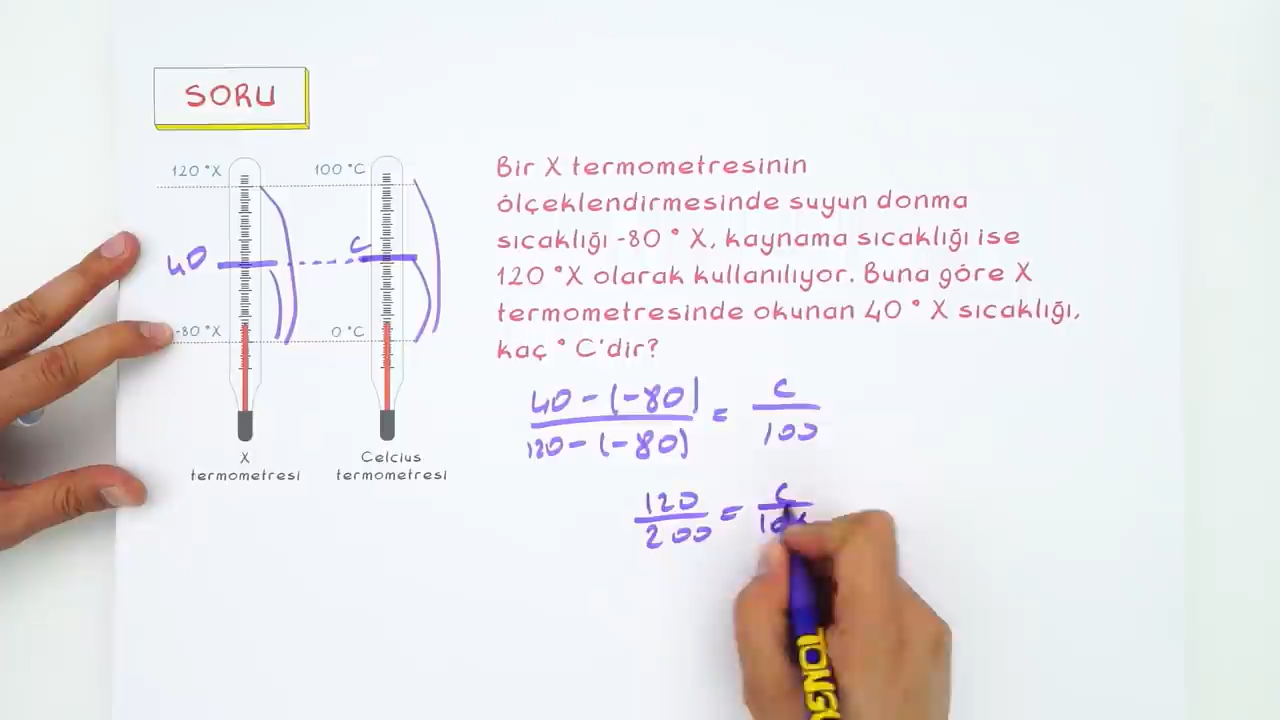 SORU
120 °X
100 °C
40
C
-80 °X
0 °C
X
termometresi
Celcius
termometresi
Bir X termometresinin
ölçeklendirmesinde suyun donma
sıcaklığı -80 ° X, kaynama sıcaklığı ise
120 °X olarak kullanılıyor. Buna göre X
termometresinde okunan 40 ° X sıcaklığı,
kaç ° C'dir?
40 - (-80) = C
120 - (-80) 100
120 = C
200